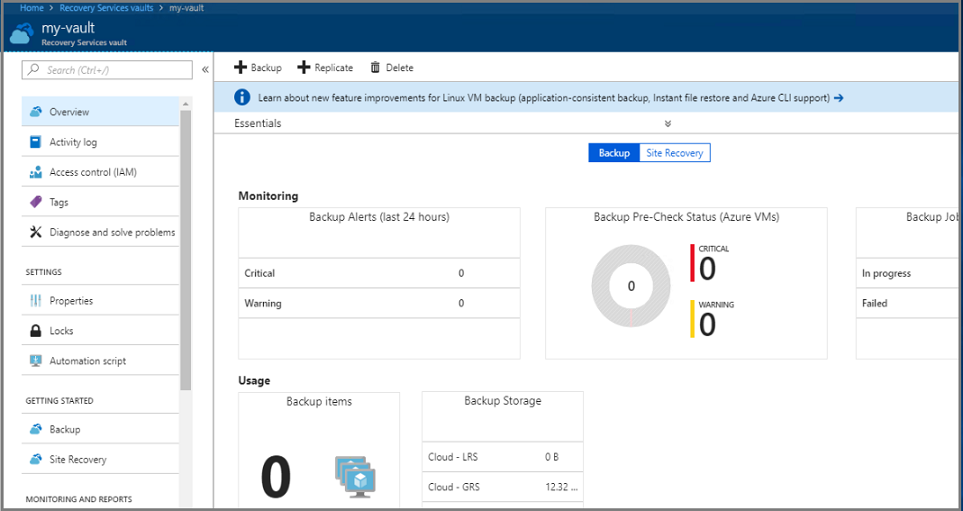 Home > Recovery Services vaults > my-vault
my-vault
Recovery Services vault
Search (Ctrl+/)
«
Overview
Activity log
Access control (IAM)
Tags
Diagnose and solve problems
SETTINGS
Properties
Locks
Automation script
GETTING STARTED
Backup
Site Recovery
MONITORING AND REPORTS
Backup Replicate Delete
Learn about new feature improvements for Linux VM backup (application-consistent backup, Instant file restore and Azure CLI support) →
Essentials
Backup Site Recovery
Monitoring
Backup Alerts (last 24 hours)
Critical 0
Warning 0
Backup Pre-Check Status (Azure VMs)
0
CRITICAL
0
WARNING
0
Backup Jol
In progress
Failed
Usage
Backup items
0
Backup Storage
Cloud - LRS 0 B
Cloud - GRS 12.32 ...